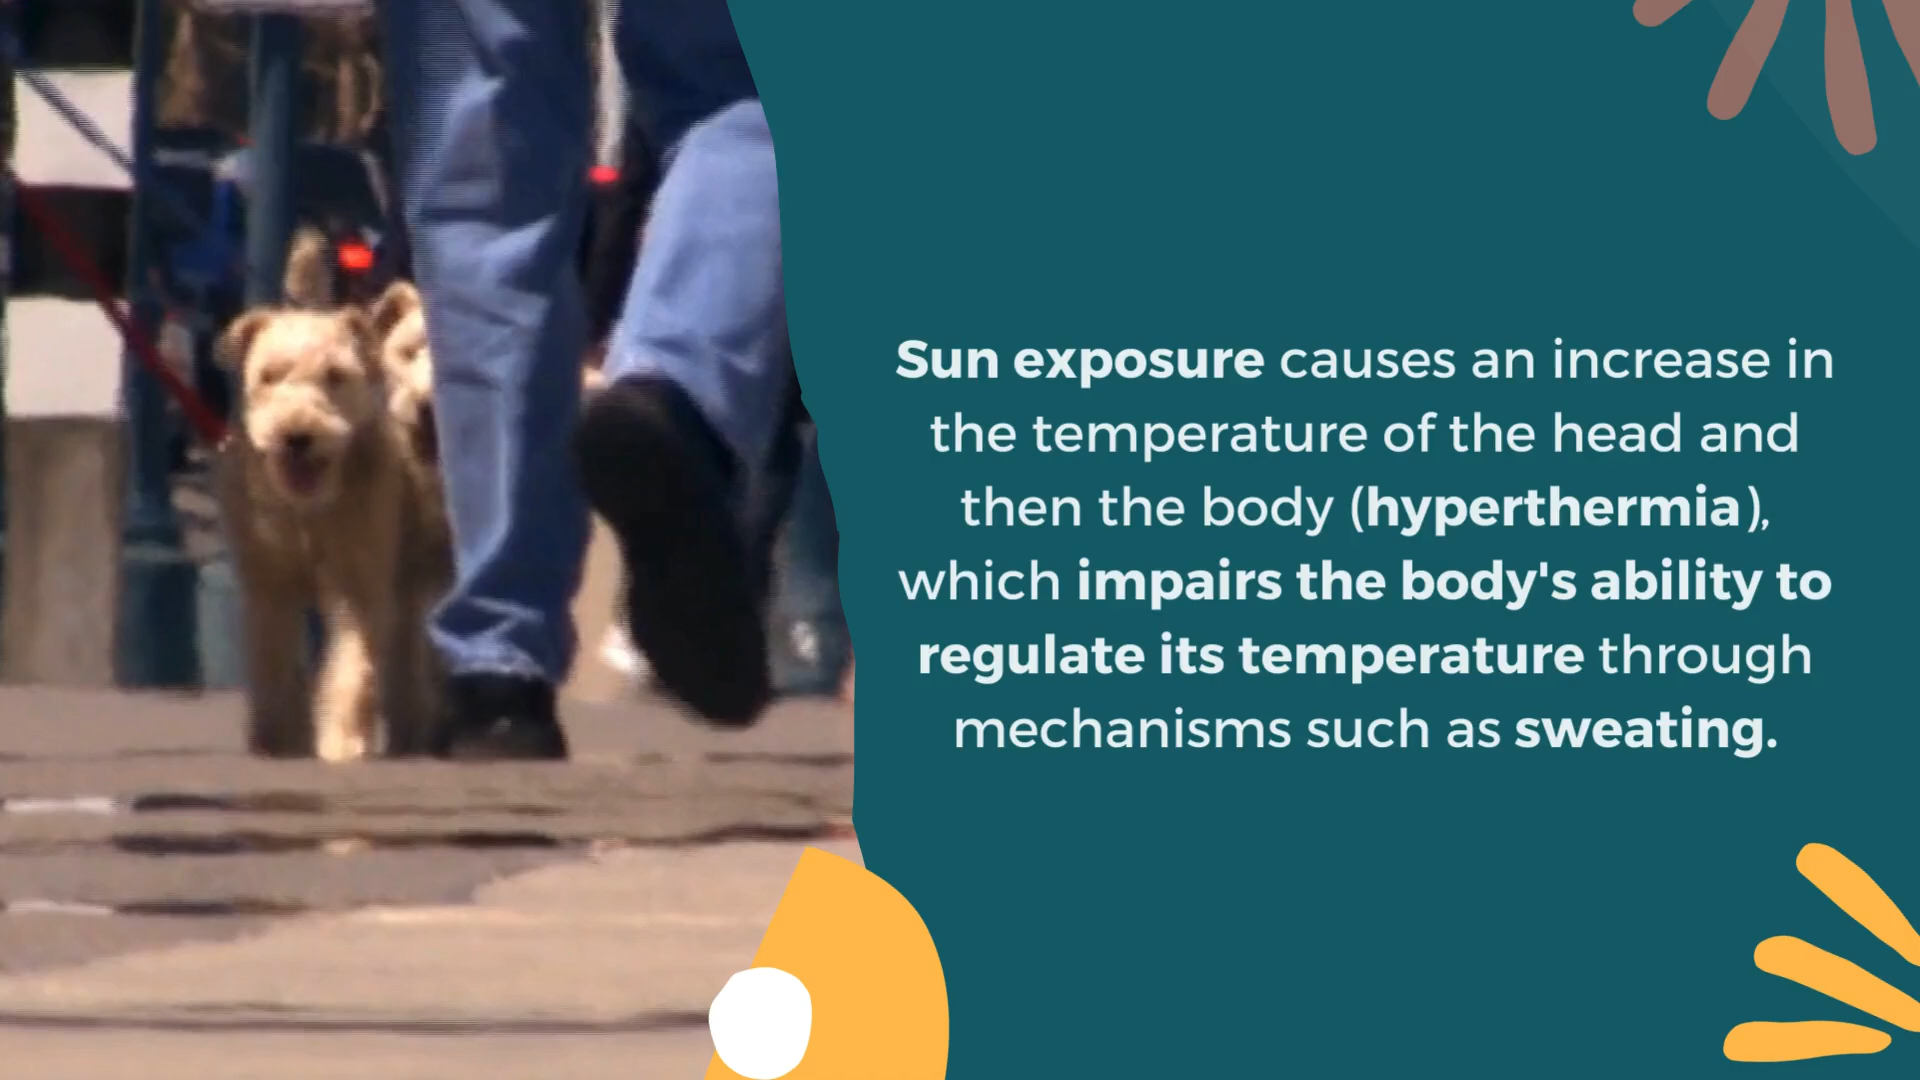 Sun exposure causes an increase in
the temperature of the head and
then the body (hyperthermia),
which impairs the body's ability to
regulate its temperature through
mechanisms such as sweating.